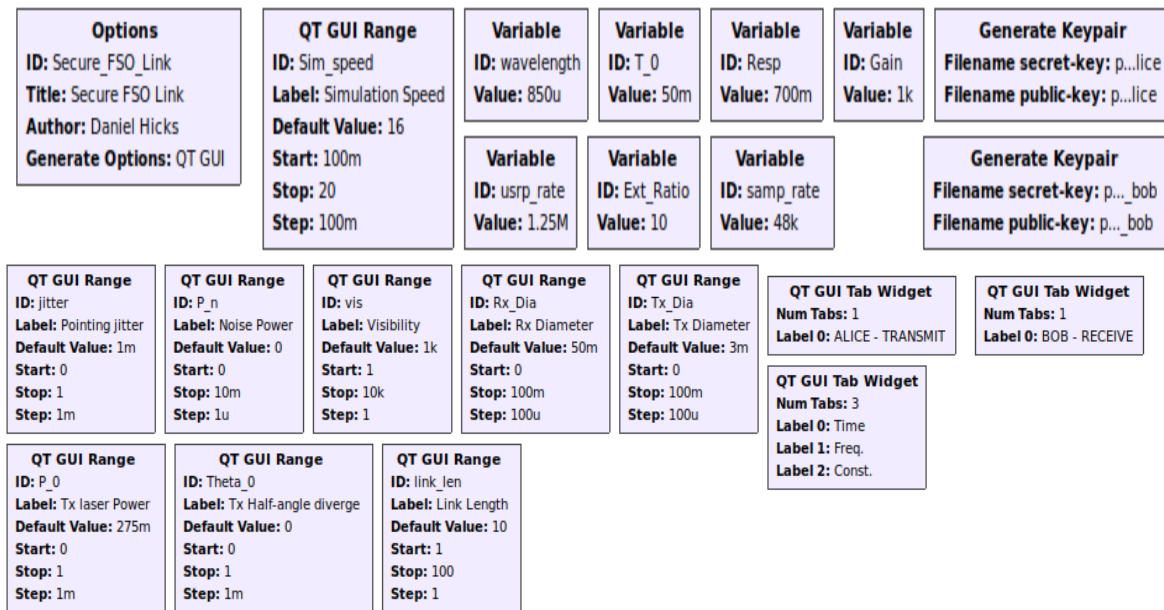 Options
ID: Secure_FSO_Link
Title: Secure FSO Link
Author: Daniel Hicks
Generate Options: QT GUI
QT GUI Range
ID: Sim_speed
Label: Simulation Speed
Default Value: 16
Start: 100m
Stop: 20
Step: 100m
Variable
ID: wavelength
Value: 850u
Variable
ID: T_0
Value: 50m
Variable
ID: Resp
Value: 700m
Variable
ID: Gain
Value: 1k
Generate Keypair
Filename secret-key: p...lice
Filename public-key: p...lice
Variable
ID: usrp_rate
Value: 1.25M
Variable
ID: Ext_Ratio
Value: 10
Variable
ID: samp_rate
Value: 48k
Generate Keypair
Filename secret-key: p..._bob
Filename public-key: p..._bob
QT GUI Range
ID: jitter
Label: Pointing jitter
Default Value: 1m
Start: 0
Stop: 1
Step: 1m
QT GUI Range
ID: P_n
Label: Noise Power
Default Value: 0
Start: 0
Stop: 10m
Step: 1u
QT GUI Range
ID: vis
Label: Visibility
Default Value: 1k
Start: 1
Stop: 10k
Step: 1
QT GUI Range
ID: Rx_Dia
Label: Rx Diameter
Default Value: 50m
Start: 0
Stop: 100m
Step: 100u
QT GUI Range
ID: Tx_Dia
Label: Tx Diameter
Default Value: 3m
Start: 0
Stop: 100m
Step: 100u
QT GUI Tab Widget
Num Tabs: 1
Label 0: ALICE - TRANSMIT
QT GUI Tab Widget
Num Tabs: 1
Label 0: BOB - RECEIVE
QT GUI Tab Widget
Num Tabs: 3
Label 0: Time
Label 1: Freq.
Label 2: Const.
QT GUI Range
ID: P_0
Label: Tx laser Power
Default Value: 275m
Start: 0
Stop: 1
Step: 1m
QT GUI Range
ID: Theta_0
Label: Tx Half-angle diverge
Default Value: 0
Start: 0
Stop: 1
Step: 1m
QT GUI Range
ID: link_len
Label: Link Length
Default Value: 10
Start: 1
Stop: 100
Step: 1